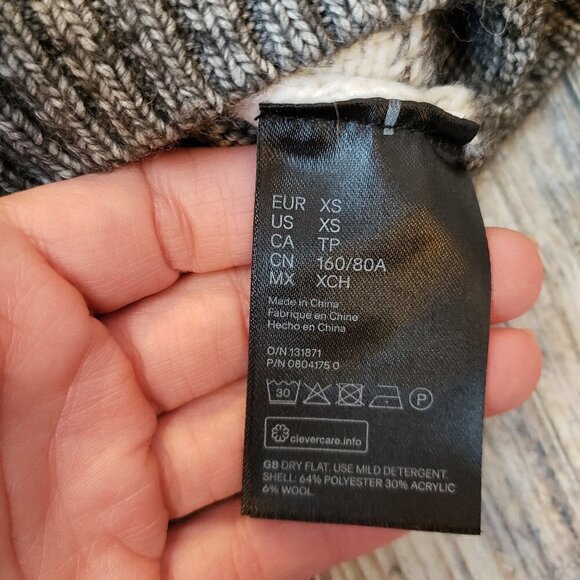 EUR XS
US XS
CA TP
CN 160/80A
MX XCH
Made in China
Fabriqué en Chine
Hecho en China
O/N 131871
P/N 0804175 0
30 P
clevercare.info
GB DRY FLAT. USE MILD DETERGENT.
SHELL: 64% POLYESTER 30% ACRYLIC
6% WOOL